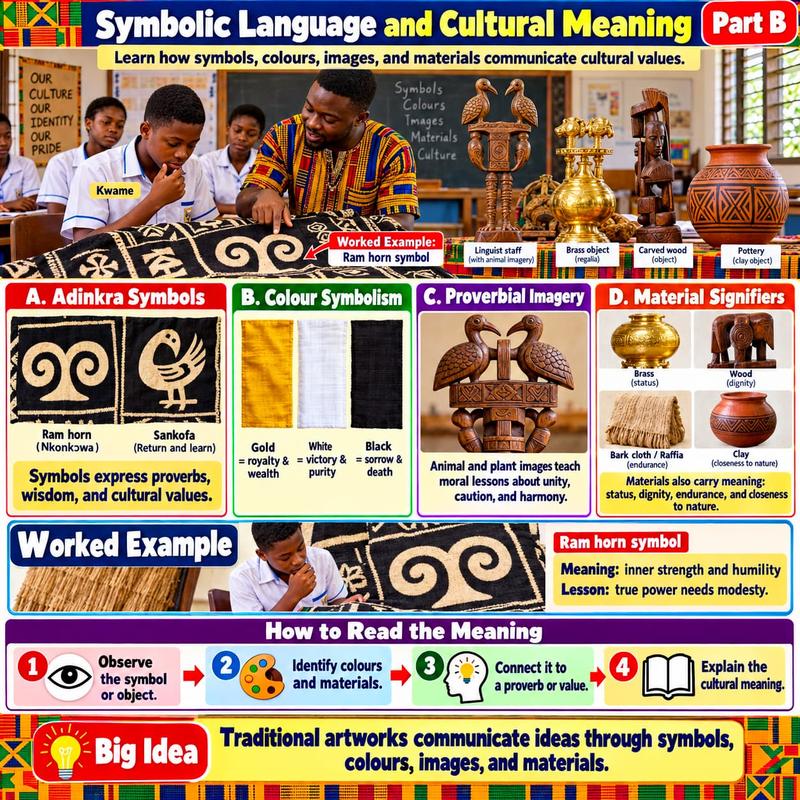 Symbolic Language and Cultural Meaning
Part B
Learn how symbols, colours, images, and materials communicate cultural values.
OUR
CULTURE
OUR
IDENTITY
OUR
PRIDE
Symbols
Colours
Images
Materials
Culture
Kwame
Worked Example:
Ram horn symbol
Linguist staff
(with animal imagery)
Brass object
(regalia)
Carved wood
(object)
Pottery
(clay object)
A. Adinkra Symbols
Ram horn
(Nkonkɔwa)
Sankofa
(Return and learn)
Symbols express proverbs,
wisdom, and cultural values.
B. Colour Symbolism
Gold
= royalty &
wealth
White
= victory &
purity
Black
= sorrow &
death
C. Proverbial Imagery
Animal and plant images teach
moral lessons about unity,
caution, and harmony.
D. Material Signifiers
Brass
(status)
Wood
(dignity)
Bark cloth / Raffia
(endurance)
Clay
(closeness to nature)
Materials also carry meaning:
status, dignity, endurance, and closeness
to nature.
Worked Example
Ram horn symbol
Meaning: inner strength and humility
Lesson: true power needs modesty.
How to Read the Meaning
1
Observe
the symbol
or object.
2
Identify colours
and materials.
3
Connect it to
a proverb or value.
4
Explain the
cultural meaning.
Big Idea
Traditional artworks communicate ideas through symbols,
colours, images, and materials.